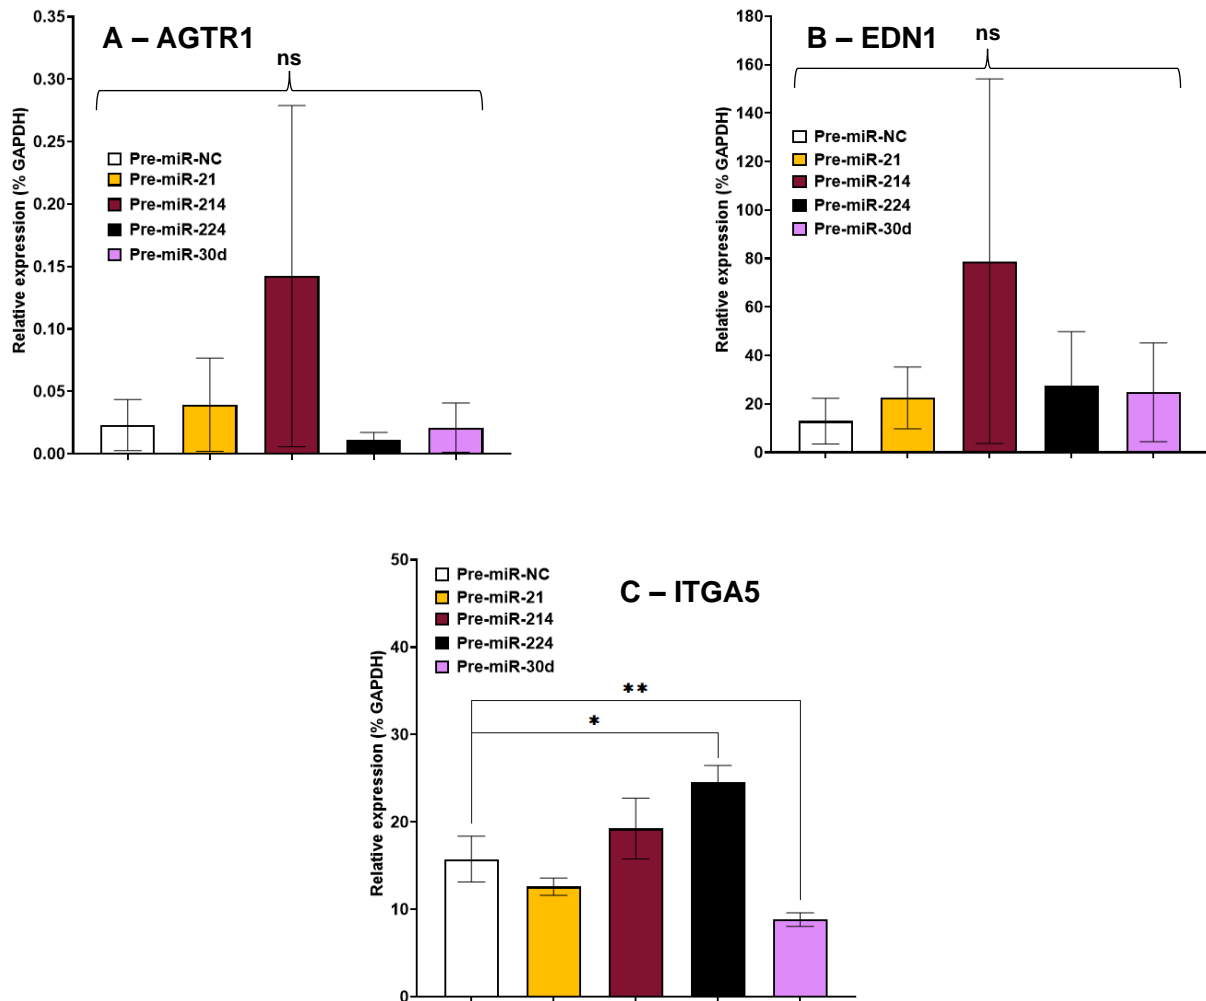 A – AGTR1
ns
Relative expression (% GAPDH)
0.35
0.30
0.25
0.20
0.15
0.10
0.05
0.00
Pre-miR-NC
Pre-miR-21
Pre-miR-214
Pre-miR-224
Pre-miR-30d
B – EDN1
ns
Relative expression (% GAPDH)
180
160
140
120
100
80
60
40
20
0
Pre-miR-NC
Pre-miR-21
Pre-miR-214
Pre-miR-224
Pre-miR-30d
C – ITGA5
Relative expression (% GAPDH)
50
40
30
20
10
0
Pre-miR-NC
Pre-miR-21
Pre-miR-214
Pre-miR-224
Pre-miR-30d
**
*